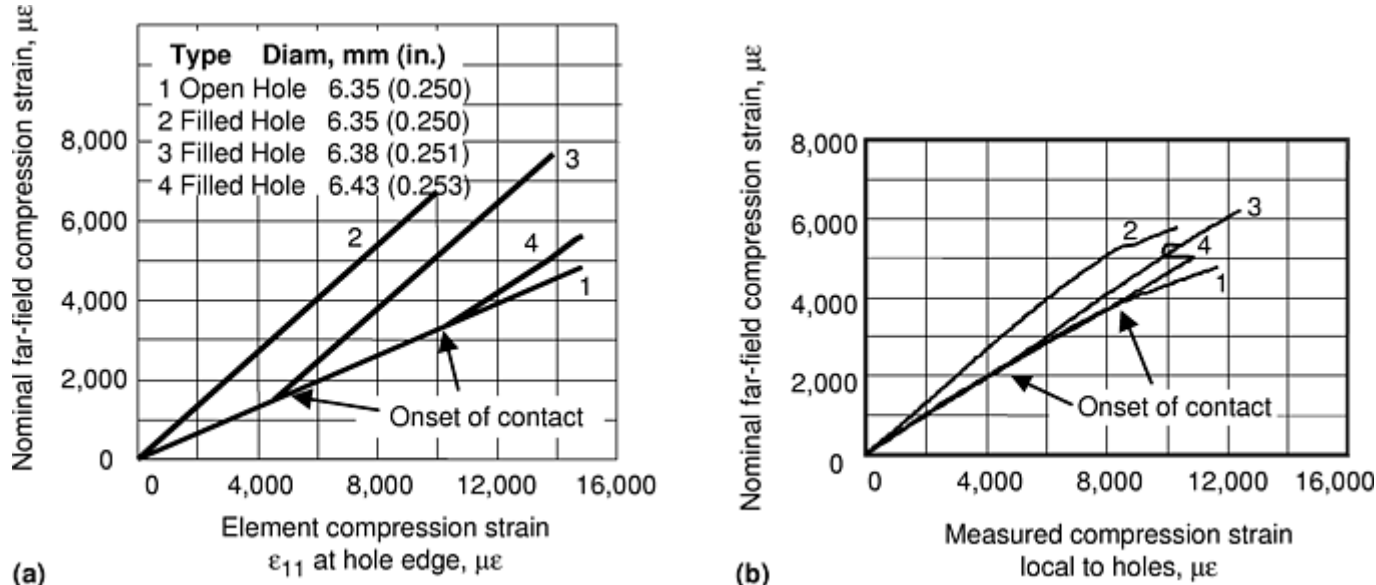 Nominal far-field compression strain, με
Type Diam, mm (in.)
1 Open Hole 6.35 (0.250)
2 Filled Hole 6.35 (0.250)
3 Filled Hole 6.38 (0.251)
4 Filled Hole 6.43 (0.253)
8,000
6,000
4,000
2,000
0
2
3
4
1
Onset of contact
0 4,000 8,000 12,000 16,000
Element compression strain
ε11 at hole edge, με
(a)
Nominal far-field compression strain, με
8,000
6,000
4,000
2,000
0
2
3
4
1
Onset of contact
0 4,000 8,000 12,000 16,000
Measured compression strain
local to holes, με
(b)